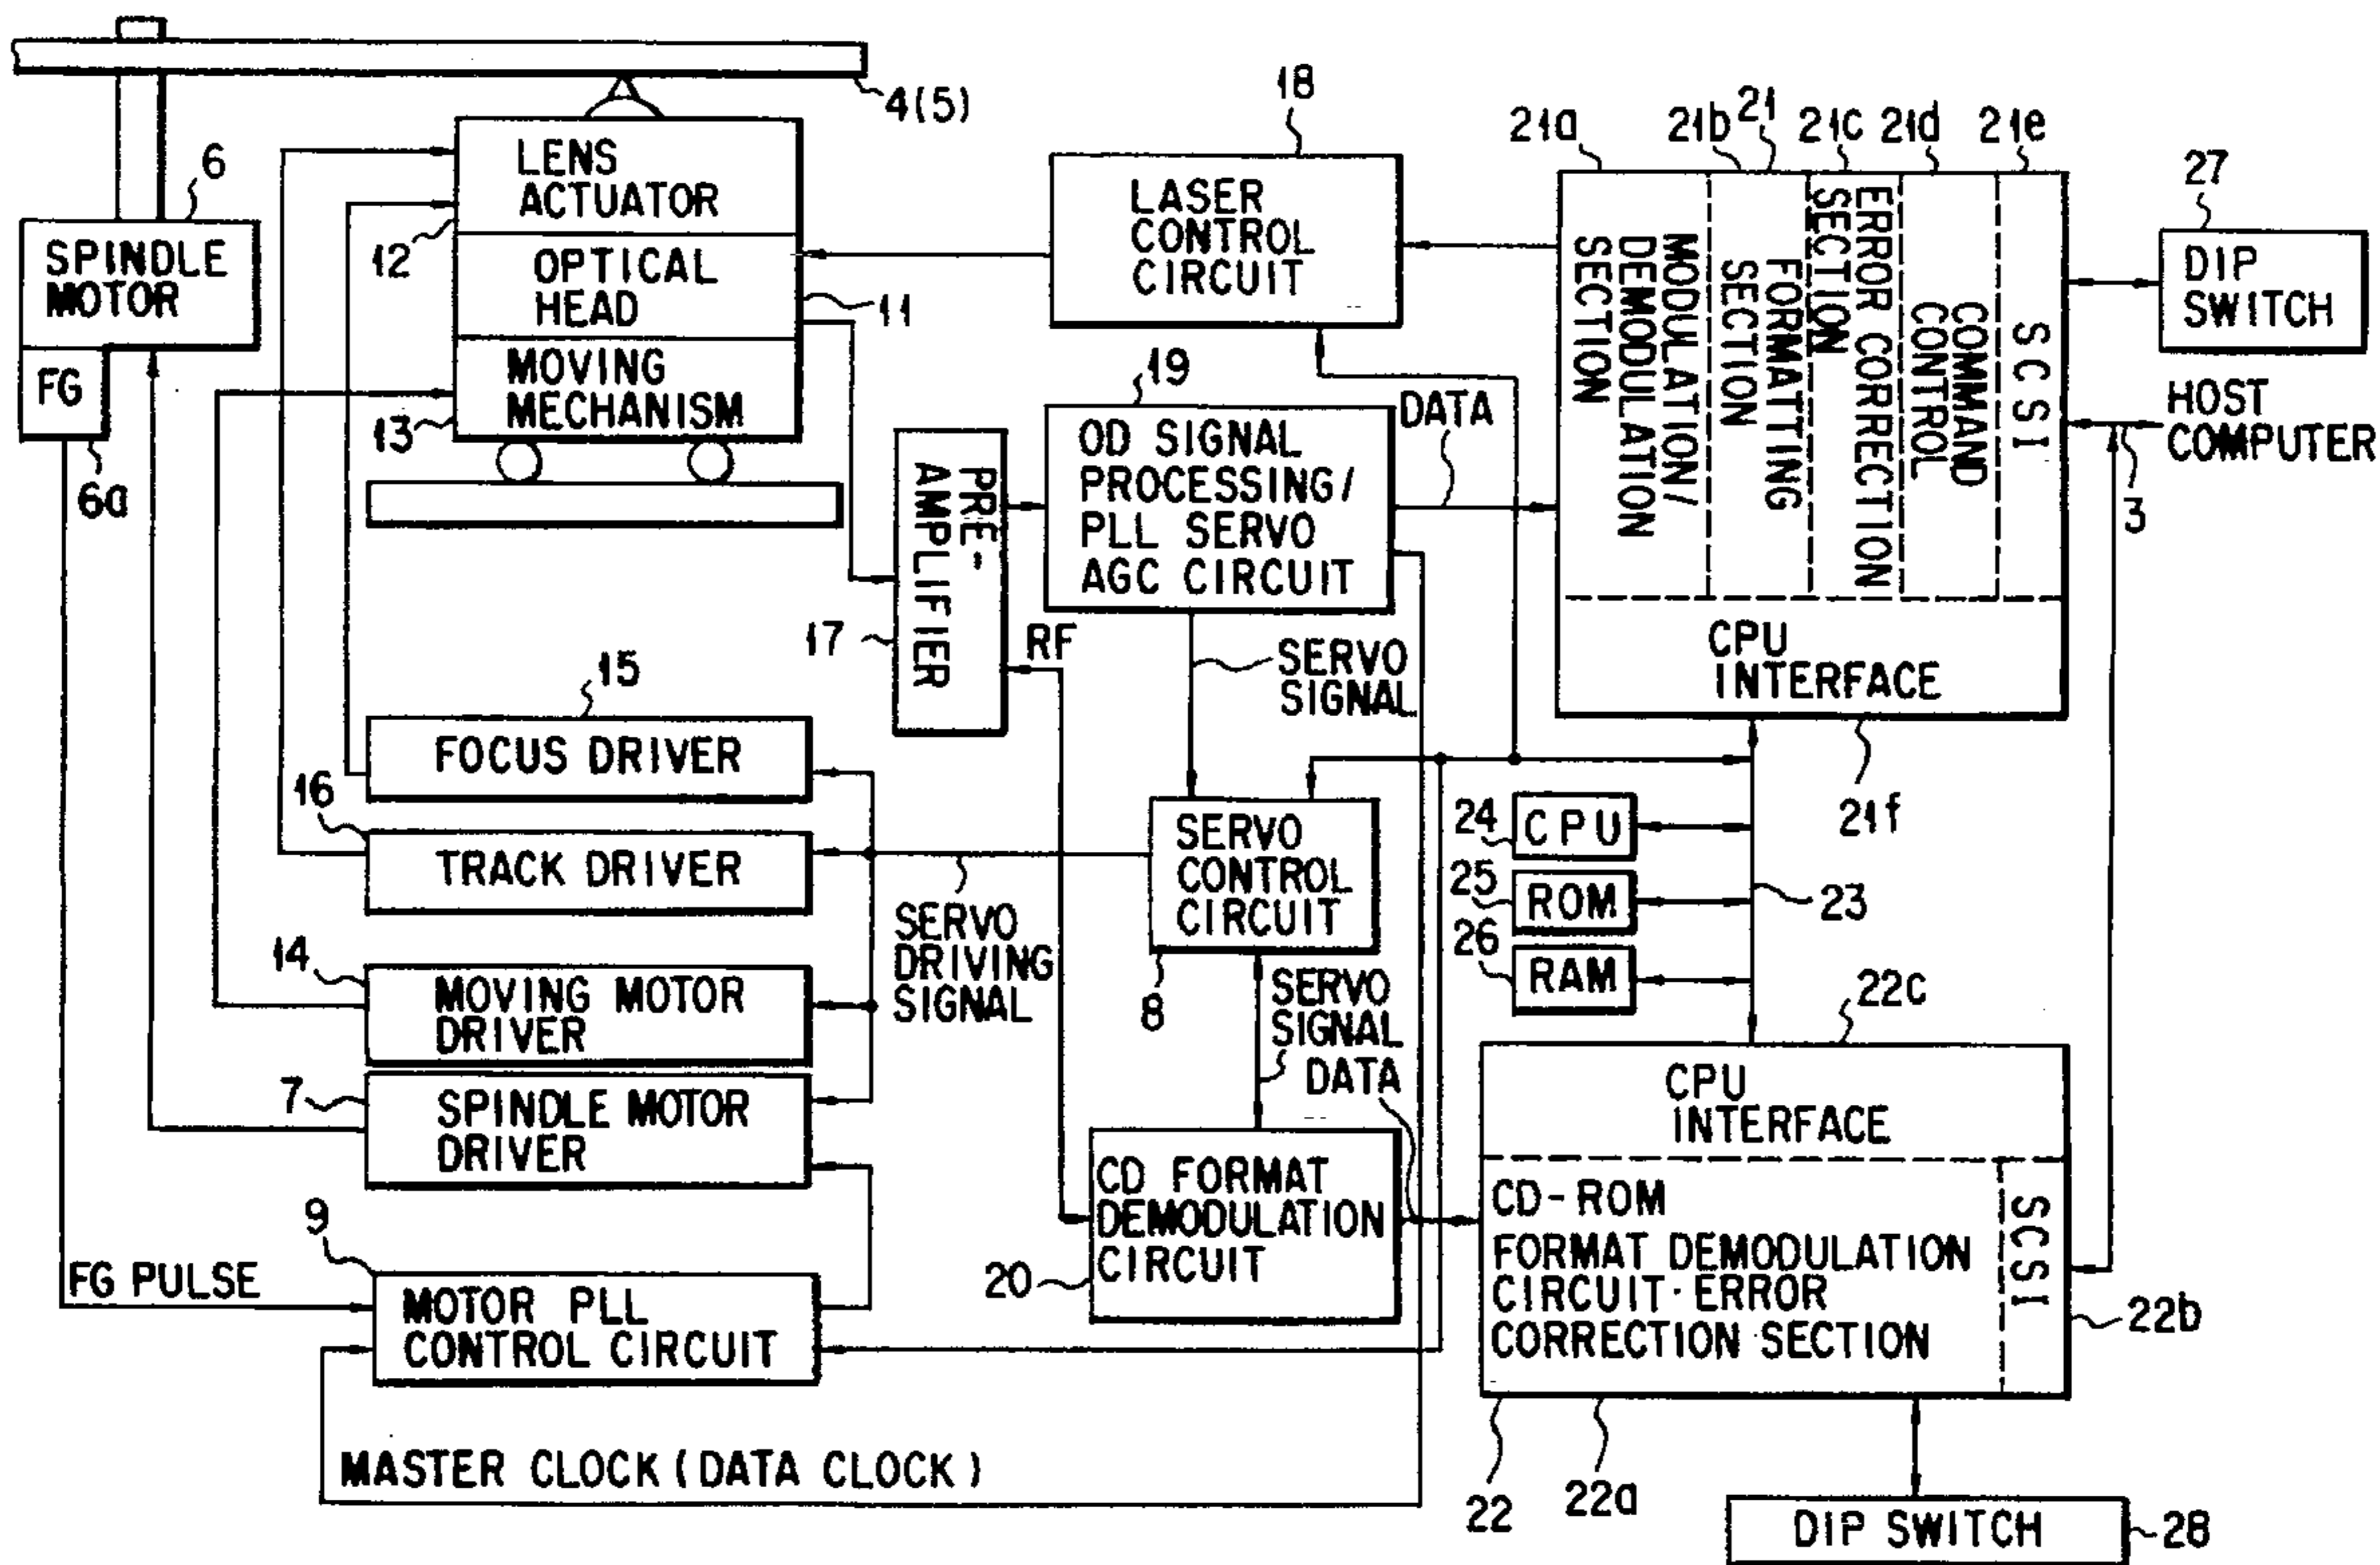 4(5)
18
21a
21b
21
21c
21d
21e
27
6
SPINDLE
MOTOR
FG
6a
LENS
ACTUATOR
12
OPTICAL
HEAD
11
MOVING
MECHANISM
13
LASER
CONTROL
CIRCUIT
MODULATION/
DEMODULATION
SECTION
FORMATTING
SECTION
ERROR CORRECTION
SECTION
COMMAND
CONTROL
SCSI
CPU
INTERFACE
21f
DIP
SWITCH
HOST
COMPUTER
3
19
OD SIGNAL
PROCESSING/
PLL SERVO
AGC CIRCUIT
DATA
PRE-
AMPLIFIER
17
RF
SERVO
SIGNAL
15
FOCUS DRIVER
16
TRACK DRIVER
14
MOVING MOTOR
DRIVER
7
SPINDLE MOTOR
DRIVER
SERVO
DRIVING
SIGNAL
SERVO
CONTROL
CIRCUIT
8
SERVO
SIGNAL
DATA
24
CPU
25
ROM
26
RAM
23
22c
CPU
INTERFACE
CD-ROM
FORMAT DEMODULATION
CIRCUIT·ERROR
CORRECTION SECTION
SCSI
22b
CD FORMAT
DEMODULATION
CIRCUIT
20
9
FG PULSE
MOTOR PLL
CONTROL CIRCUIT
MASTER CLOCK (DATA CLOCK)
22
22a
DIP SWITCH
28